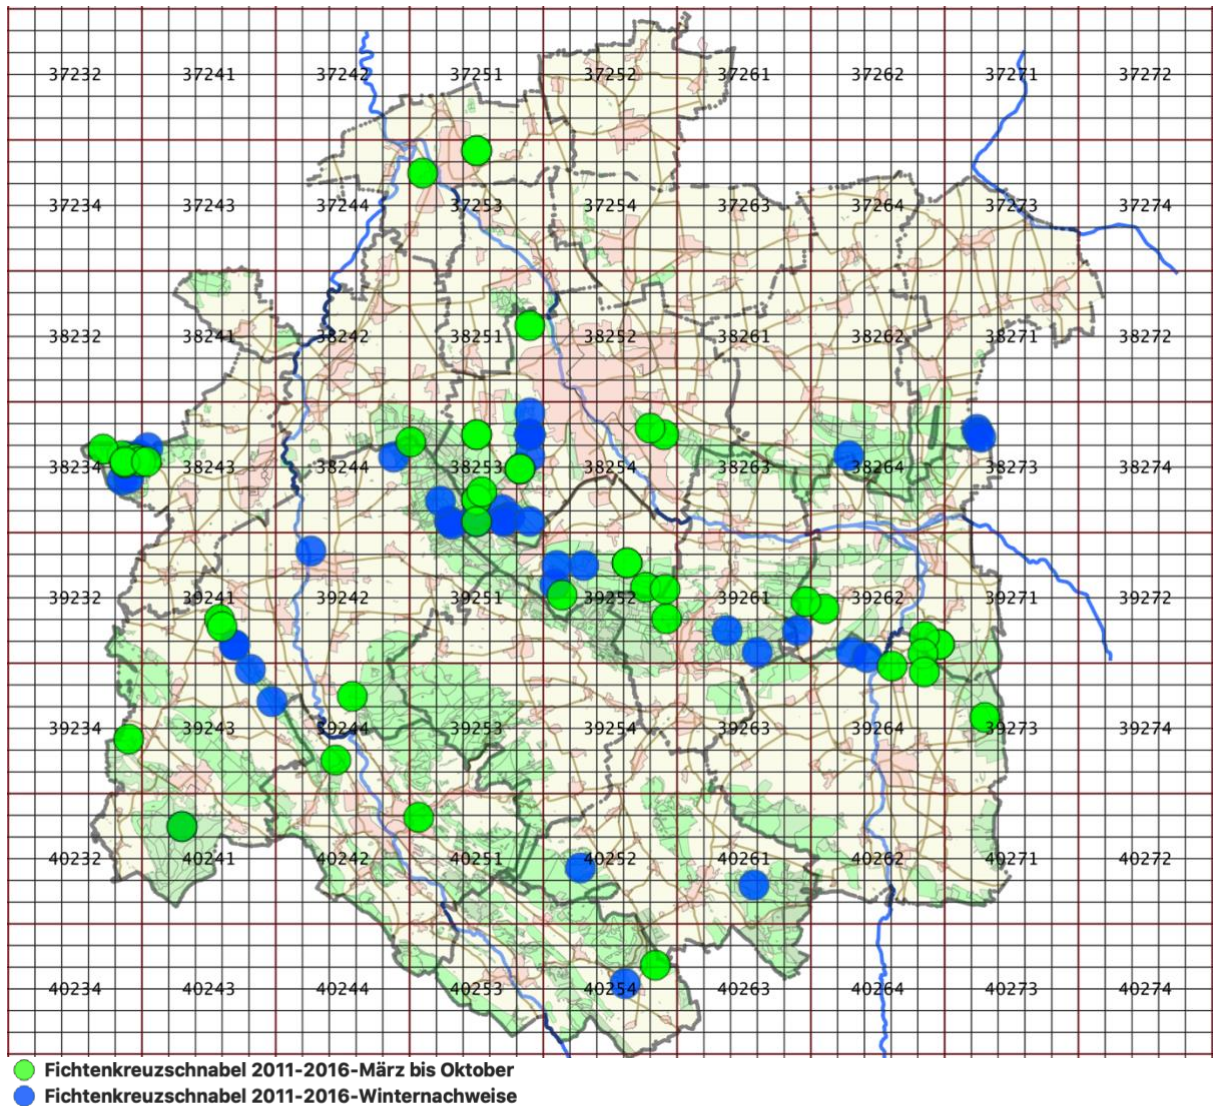 37232 37241 37242 37251 37252 37261 37262 37271 37272
37234 37243 37244 37253 37254 37263 37264 37273 37274
38232 38241 38242 38251 38252 38261 38262 38271 38272
38234 38243 38244 38253 38254 38263 38264 38273 38274
39232 39241 39242 39251 39252 39261 39262 39271 39272
39234 39243 39244 39253 39254 39263 39264 39273 39274
40232 40241 40242 40251 40252 40261 40262 40271 40272
40234 40243 40244 40253 40254 40263 40264 40273 40274
Fichtenkreuzschnabel 2011-2016-März bis Oktober
Fichtenkreuzschnabel 2011-2016-Winternachweise